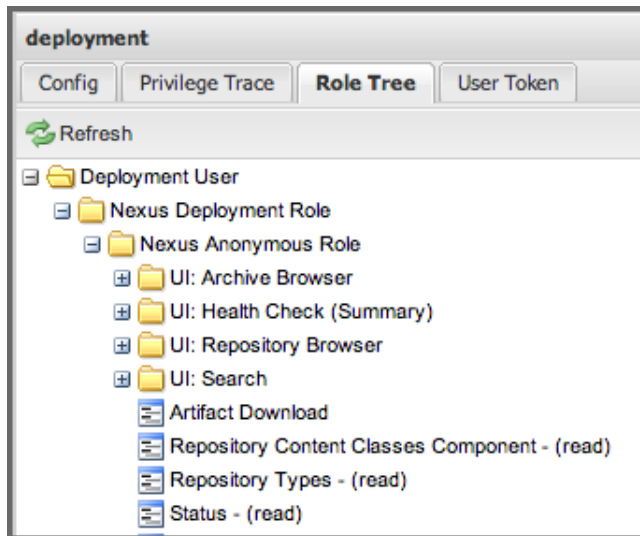 deployment
Config Privilege Trace Role Tree User Token
Refresh
Deployment User
Nexus Deployment Role
Nexus Anonymous Role
UI: Archive Browser
UI: Health Check (Summary)
UI: Repository Browser
UI: Search
Artifact Download
Repository Content Classes Component - (read)
Repository Types - (read)
Status - (read)